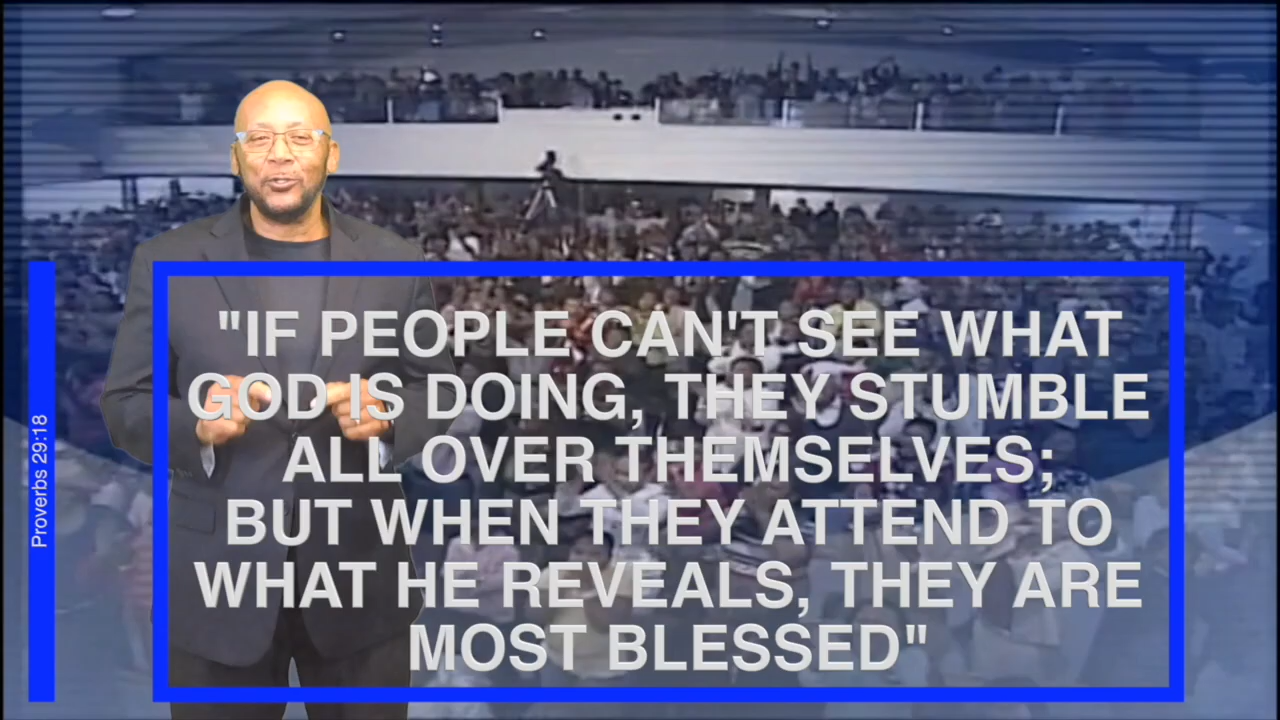 "IF PEOPLE CAN'T SEE WHAT
GOD IS DOING, THEY STUMBLE
ALL OVER THEMSELVES;
BUT WHEN THEY ATTEND TO
WHAT HE REVEALS, THEY ARE
MOST BLESSED"
Proverbs 29:18